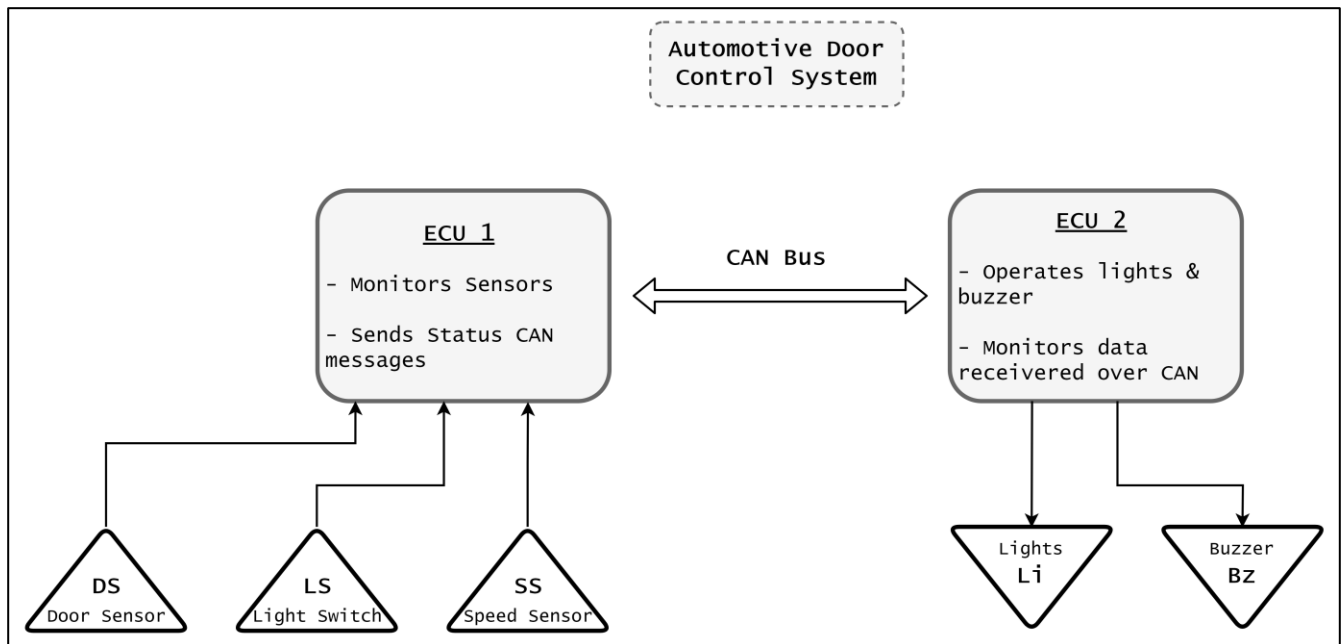 Automotive Door
Control System
ECU 1
- Monitors Sensors
- Sends Status CAN
messages
CAN Bus
ECU 2
- Operates lights &
buzzer
- Monitors data
receivered over CAN
DS
Door Sensor
LS
Light Switch
SS
Speed Sensor
Lights
Li
Buzzer
Bz